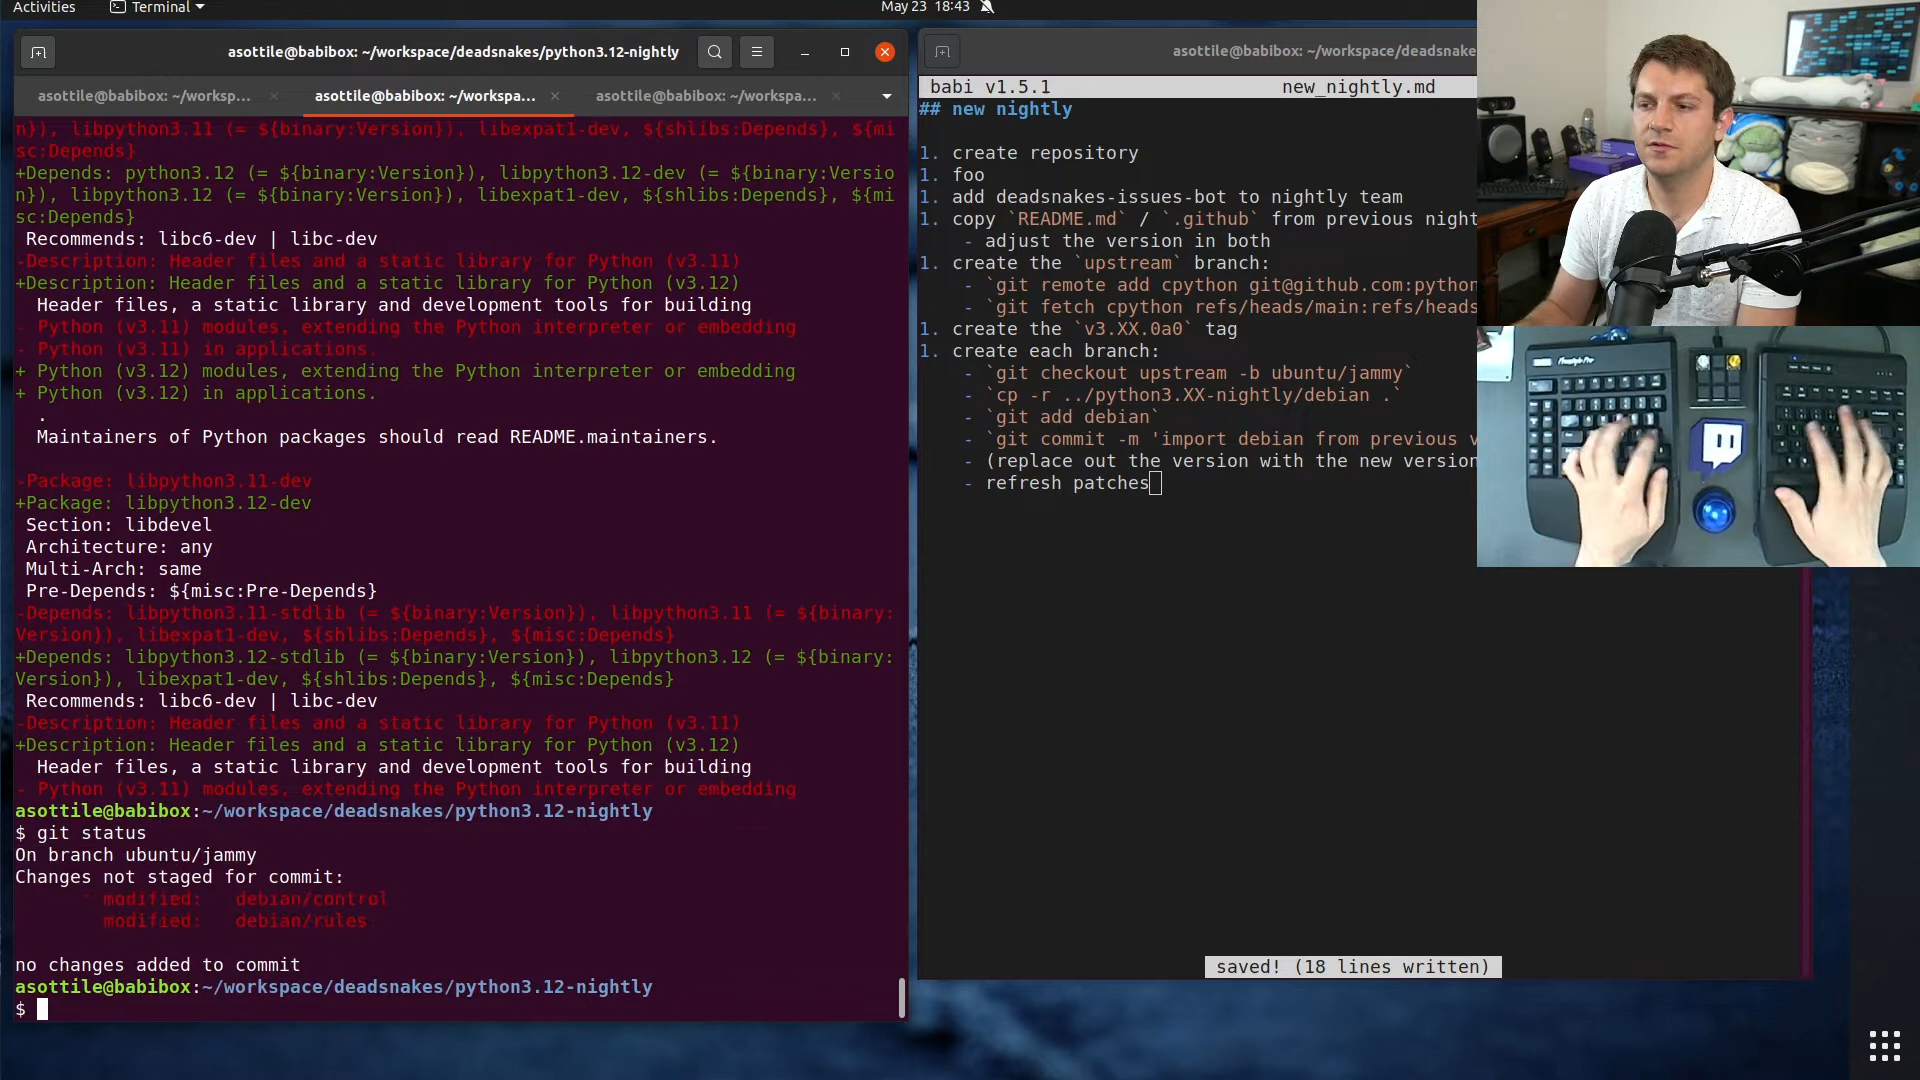 Activities
Terminal
May 23 18:43
asottile@babibox: ~/workspace/deadsnakes/python3.12-nightly
asottile@babibox: ~/worksp...
asottile@babibox: ~/workspa...
asottile@babibox: ~/workspa...
n}), libpython3.11 (= ${binary:Version}), libexpat1-dev, ${shlibs:Depends}, ${mi
sc:Depends}
+Depends: python3.12 (= ${binary:Version}), libpython3.12-dev (= ${binary:Versio
n}), libpython3.12 (= ${binary:Version}), libexpat1-dev, ${shlibs:Depends}, ${mi
sc:Depends}
Recommends: libc6-dev | libc-dev
-Description: Header files and a static library for Python (v3.11)
+Description: Header files and a static library for Python (v3.12)
Header files, a static library and development tools for building
- Python (v3.11) modules, extending the Python interpreter or embedding
- Python (v3.11) in applications.
+ Python (v3.12) modules, extending the Python interpreter or embedding
+ Python (v3.12) in applications.
.
Maintainers of Python packages should read README.maintainers.
-Package: libpython3.11-dev
+Package: libpython3.12-dev
Section: libdevel
Architecture: any
Multi-Arch: same
Pre-Depends: ${misc:Pre-Depends}
-Depends: libpython3.11-stdlib (= ${binary:Version}), libpython3.11 (= ${binary:
Version}), libexpat1-dev, ${shlibs:Depends}, ${misc:Depends}
+Depends: libpython3.12-stdlib (= ${binary:Version}), libpython3.12 (= ${binary:
Version}), libexpat1-dev, ${shlibs:Depends}, ${misc:Depends}
Recommends: libc6-dev | libc-dev
-Description: Header files and a static library for Python (v3.11)
+Description: Header files and a static library for Python (v3.12)
Header files, a static library and development tools for building
- Python (v3.11) modules, extending the Python interpreter or embedding
asottile@babibox:~/workspace/deadsnakes/python3.12-nightly
$ git status
On branch ubuntu/jammy
Changes not staged for commit:
modified: debian/control
modified: debian/rules
no changes added to commit
asottile@babibox:~/workspace/deadsnakes/python3.12-nightly
$
asottile@babibox: ~/workspace/deadsnake
babi v1.5.1 new_nightly.md
## new nightly
1. create repository
1. foo
1. add deadsnakes-issues-bot to nightly team
1. copy `README.md` / `.github` from previous night
- adjust the version in both
1. create the `upstream` branch:
- `git remote add cpython git@github.com:python
- `git fetch cpython refs/heads/main:refs/heads
1. create the `v3.XX.0a0` tag
1. create each branch:
- `git checkout upstream -b ubuntu/jammy`
- `cp -r ../python3.XX-nightly/debian .`
- `git add debian`
- `git commit -m 'import debian from previous v
- (replace out the version with the new version
- refresh patches
saved! (18 lines written)